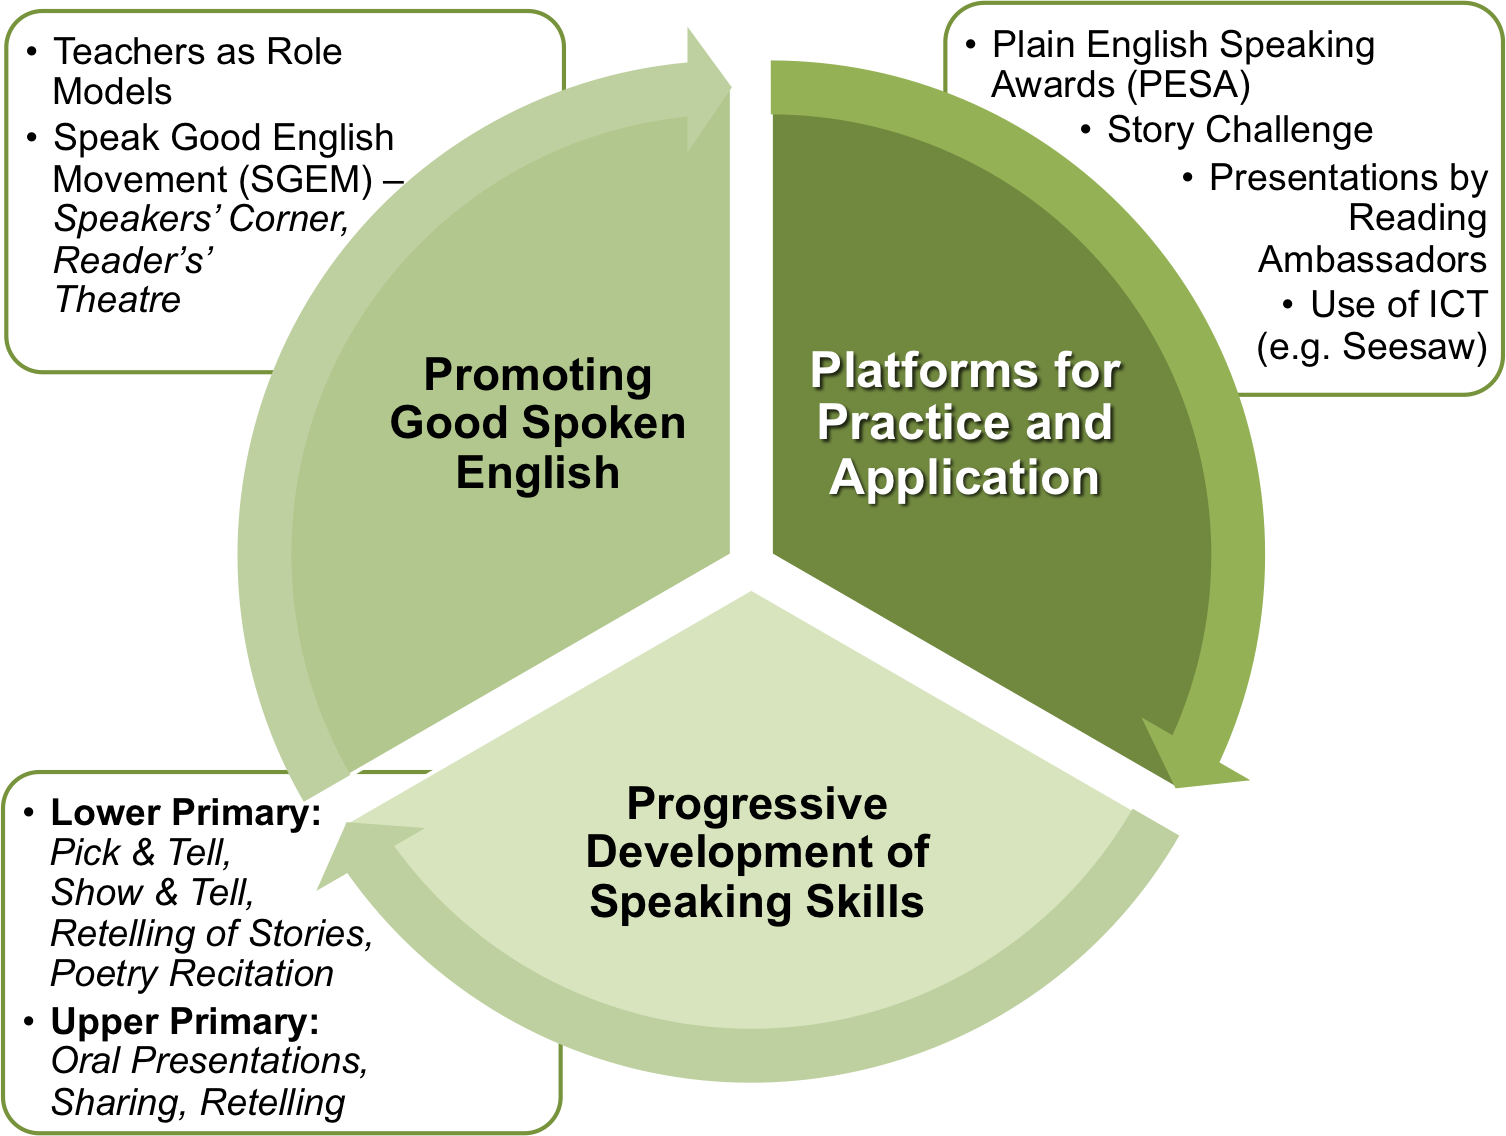 • Teachers as Role
Models
• Speak Good English
Movement (SGEM) –
Speakers’ Corner,
Reader’s’
Theatre
• Plain English Speaking
Awards (PESA)
• Story Challenge
• Presentations by
Reading
Ambassadors
• Use of ICT
(e.g. Seesaw)
Promoting
Good Spoken
English
Platforms for
Practice and
Application
Progressive
Development of
Speaking Skills
• Lower Primary:
Pick & Tell,
Show & Tell,
Retelling of Stories,
Poetry Recitation
• Upper Primary:
Oral Presentations,
Sharing, Retelling